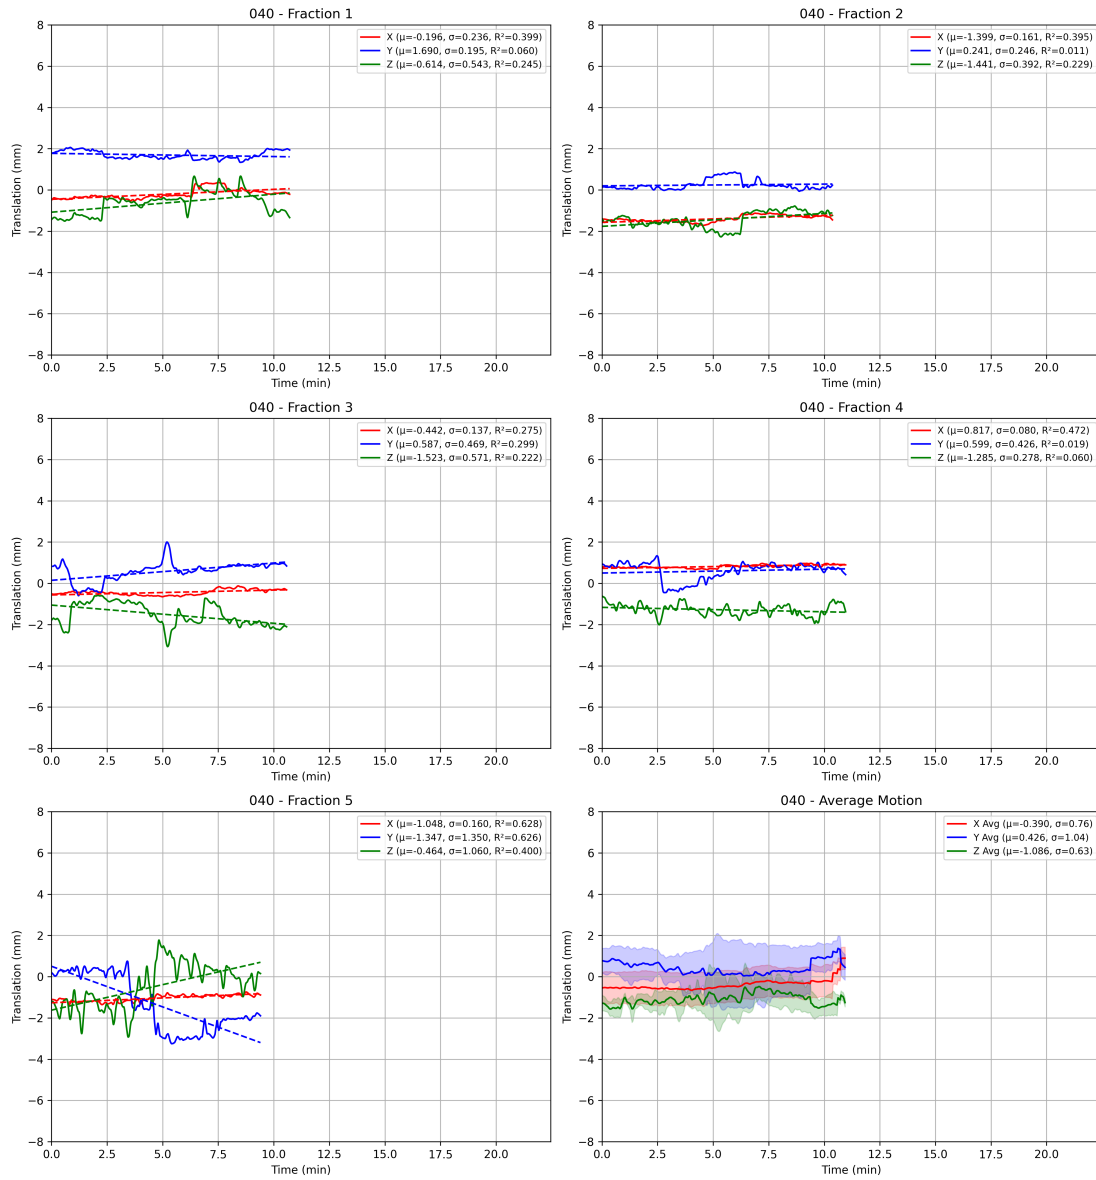 040 - Fraction 1
X (μ=-0.196, σ=0.236, R²=0.399)
Y (μ=1.690, σ=0.195, R²=0.060)
Z (μ=-0.614, σ=0.543, R²=0.245)
8
6
4
2
0
−2
−4
−6
−8
Translation (mm)
0.0 2.5 5.0 7.5 10.0 12.5 15.0 17.5 20.0
Time (min)
040 - Fraction 2
X (μ=-1.399, σ=0.161, R²=0.395)
Y (μ=0.241, σ=0.246, R²=0.011)
Z (μ=-1.441, σ=0.392, R²=0.229)
8
6
4
2
0
−2
−4
−6
−8
Translation (mm)
0.0 2.5 5.0 7.5 10.0 12.5 15.0 17.5 20.0
Time (min)
040 - Fraction 3
X (μ=-0.442, σ=0.137, R²=0.275)
Y (μ=0.587, σ=0.469, R²=0.299)
Z (μ=-1.523, σ=0.571, R²=0.222)
8
6
4
2
0
−2
−4
−6
−8
Translation (mm)
0.0 2.5 5.0 7.5 10.0 12.5 15.0 17.5 20.0
Time (min)
040 - Fraction 4
X (μ=0.817, σ=0.080, R²=0.472)
Y (μ=0.599, σ=0.426, R²=0.019)
Z (μ=-1.285, σ=0.278, R²=0.060)
8
6
4
2
0
−2
−4
−6
−8
Translation (mm)
0.0 2.5 5.0 7.5 10.0 12.5 15.0 17.5 20.0
Time (min)
040 - Fraction 5
X (μ=-1.048, σ=0.160, R²=0.628)
Y (μ=-1.347, σ=1.350, R²=0.626)
Z (μ=-0.464, σ=1.060, R²=0.400)
8
6
4
2
0
−2
−4
−6
−8
Translation (mm)
0.0 2.5 5.0 7.5 10.0 12.5 15.0 17.5 20.0
Time (min)
040 - Average Motion
X Avg (μ=-0.390, σ=0.76)
Y Avg (μ=0.426, σ=1.04)
Z Avg (μ=-1.086, σ=0.63)
8
6
4
2
0
−2
−4
−6
−8
Translation (mm)
0.0 2.5 5.0 7.5 10.0 12.5 15.0 17.5 20.0
Time (min)